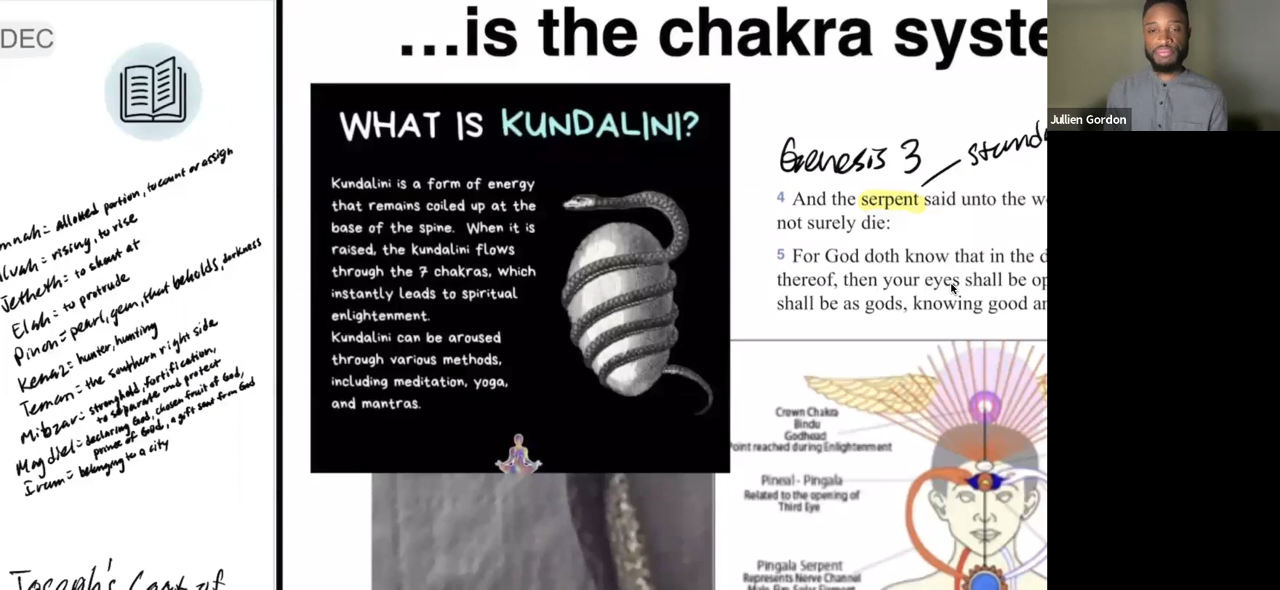 DEC
= allowed portion, to count or assign
= rising, to rise
Jetheth = to shout at
Elah = to protrude
Pinon = pearl, gem, that beholds, darkness
Kenaz = hunter, hunting
Teman = the southern right side
Mibzar = stronghold, fortification,
to separate and protect
Magdiel = declaring God, chosen fruit of God,
prince of God, a gift sent from God
Iram = belonging to a city
Joseph's of
...is the chakra syste
WHAT IS KUNDALINI?
Kundalini is a form of energy
that remains coiled up at the
base of the spine. When it is
raised, the kundalini flows
through the 7 chakras, which
instantly leads to spiritual
enlightenment.
Kundalini can be aroused
through various methods,
including meditation, yoga,
and mantras.
Genesis 3
4 And the serpent said unto the w
not surely die:
5 For God doth know that in the d
thereof, then your eyes shall be op
shall be as gods, knowing good an
Crown Chakra
Bindu
Godhead
Point reached during Enlightenment
Pineal - Pingala
Related to the opening of
Third Eye
Pingala Serpent
Represents Nerve Channel
Jullien Gordon